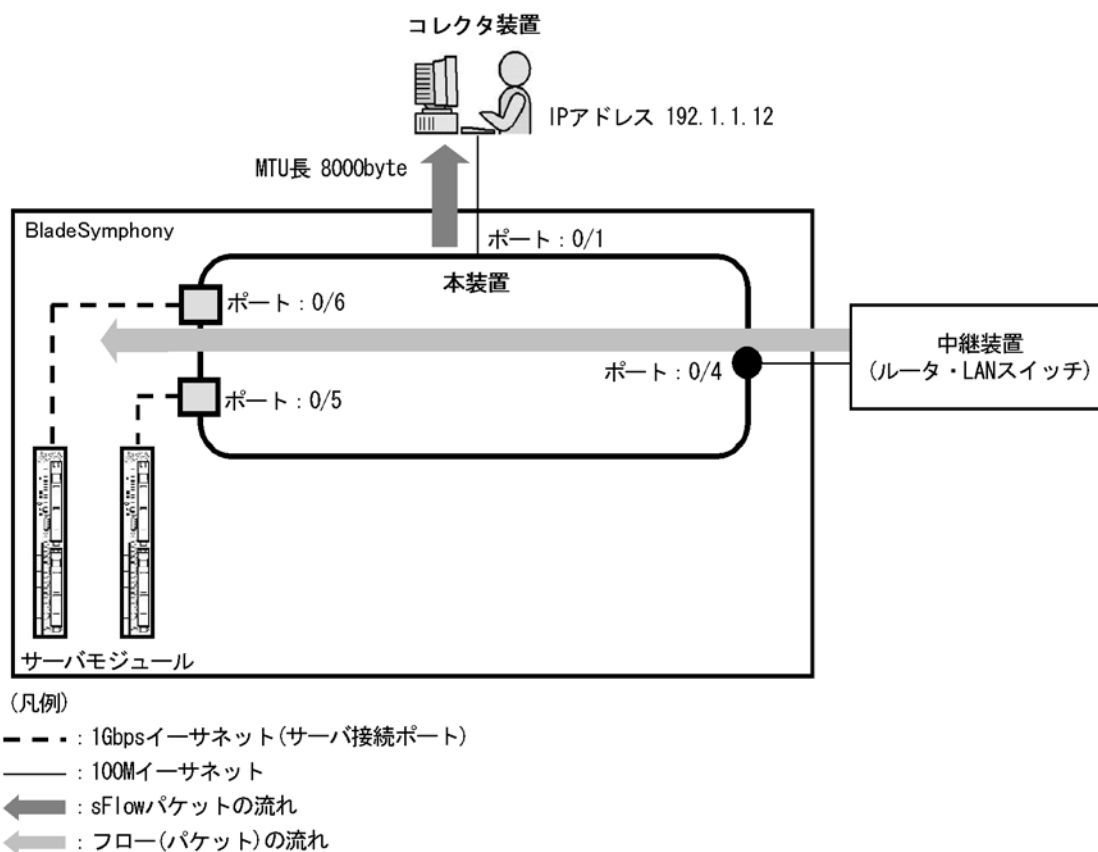 コレクタ装置
IPアドレス 192.1.1.12
MTU長 8000byte
BladeSymphony
ポート：0/1
本装置
ポート：0/6
中継装置
(ルータ・LANスイッチ)
ポート：0/4
ポート：0/5
サーバモジュール
(凡例)
：1Gbpsイーサネット(サーバ接続ポート)
：100Mイーサネット
：sFlowパケットの流れ
：フロー(パケット)の流れ